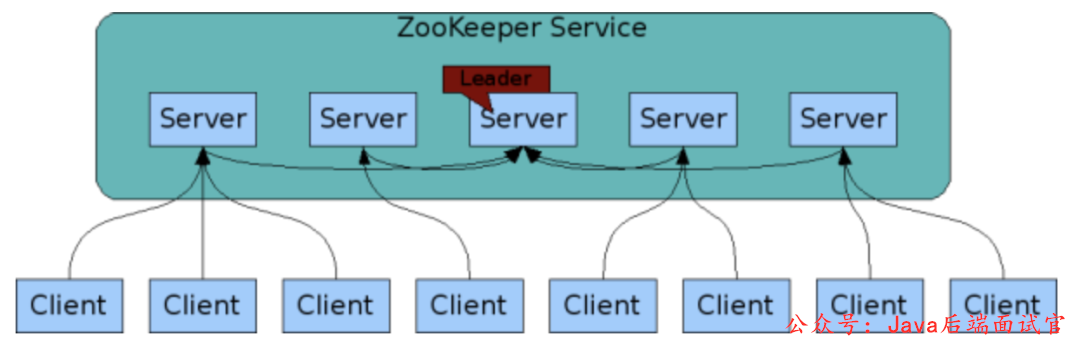 ZooKeeper Service
Leader
Server Server Server Server Server
Client Client Client Client Client Client Client Client
公众号：Java后端面试官